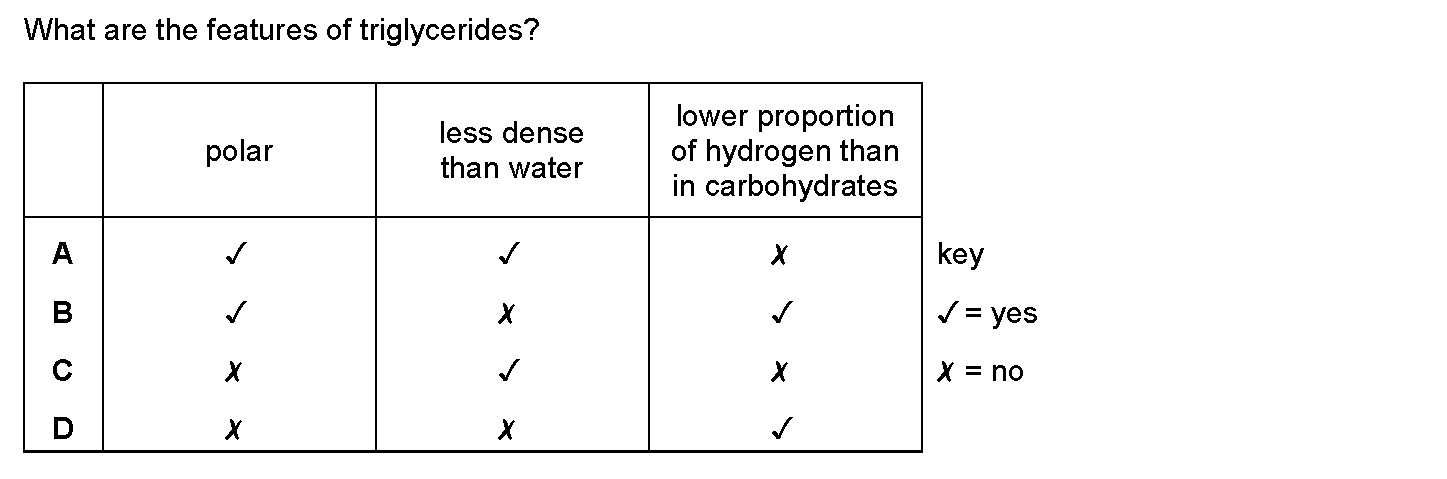 What are the features of triglycerides?
polar
less dense
than water
lower proportion
of hydrogen than
in carbohydrates
A ✓ ✓ ✗ key
B ✓ ✗ ✓ ✓ = yes
C ✗ ✓ ✗ ✗ = no
D ✗ ✗ ✓